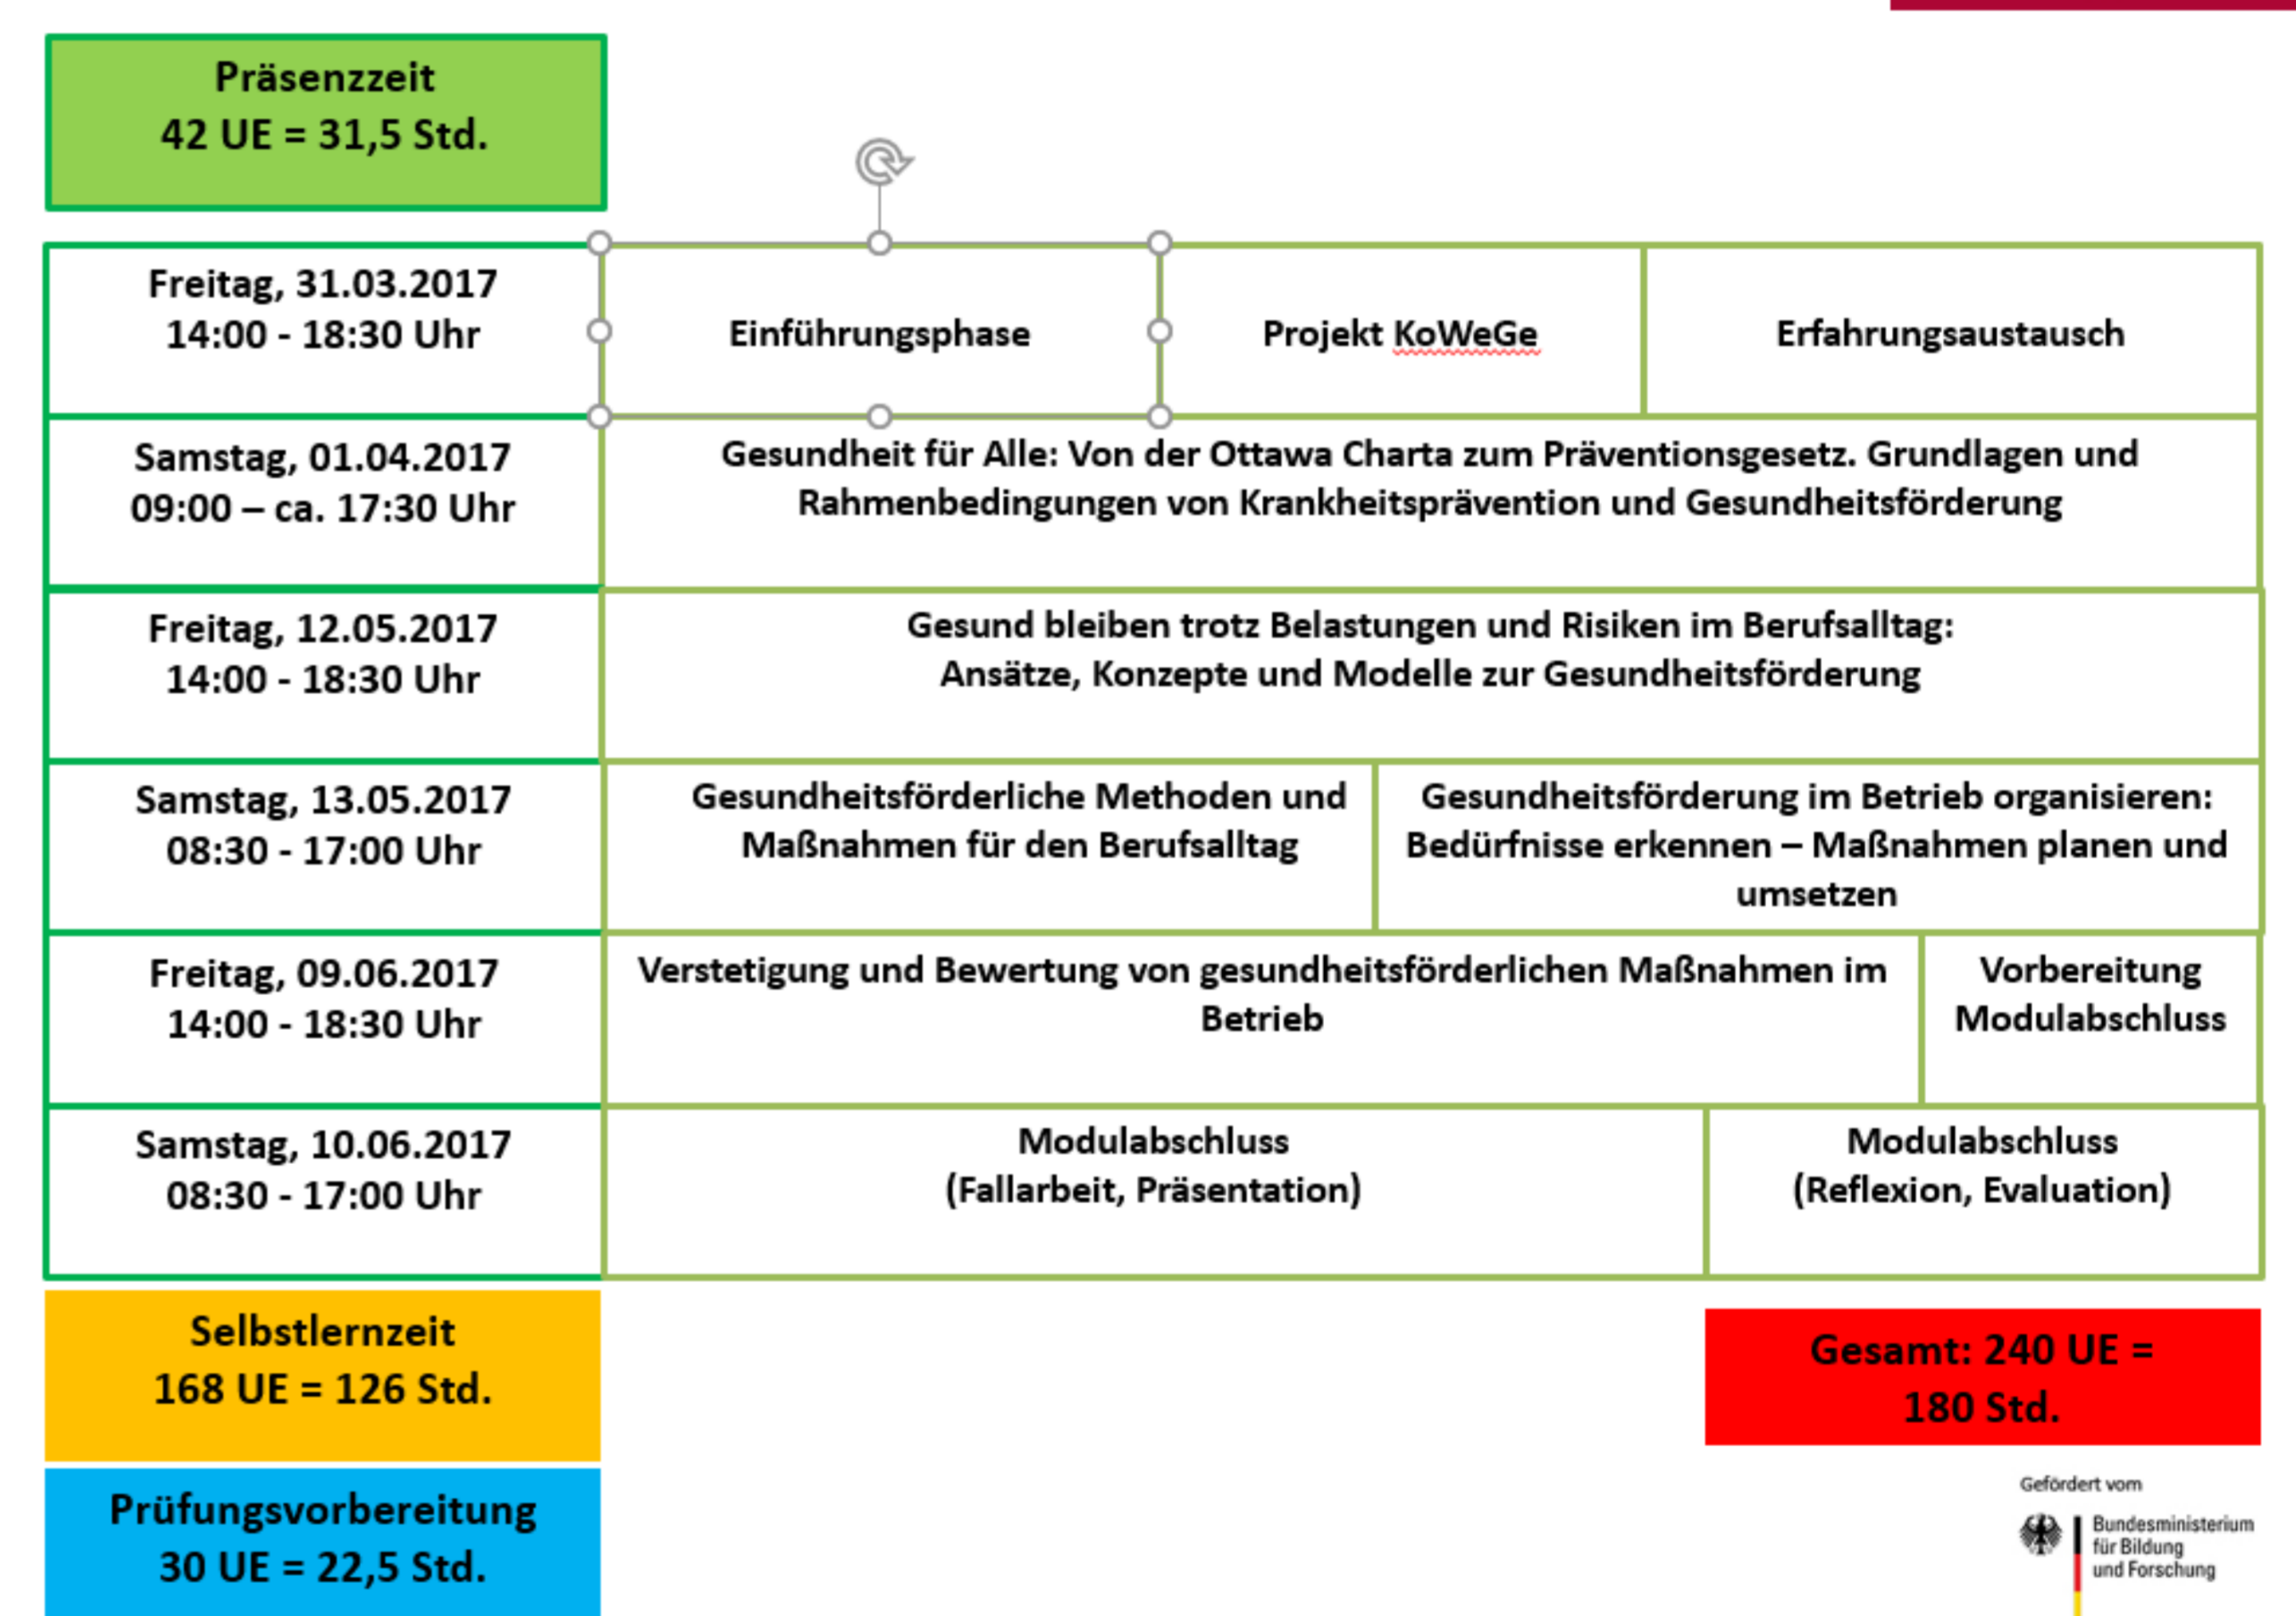 Präsenzzeit
42 UE = 31,5 Std.
Freitag, 31.03.2017
14:00 - 18:30 Uhr
Einführungsphase
Projekt KoWeGe
Erfahrungsaustausch
Samstag, 01.04.2017
09:00 – ca. 17:30 Uhr
Gesundheit für Alle: Von der Ottawa Charta zum Präventionsgesetz. Grundlagen und
Rahmenbedingungen von Krankheitsprävention und Gesundheitsförderung
Freitag, 12.05.2017
14:00 - 18:30 Uhr
Gesund bleiben trotz Belastungen und Risiken im Berufsalltag:
Ansätze, Konzepte und Modelle zur Gesundheitsförderung
Samstag, 13.05.2017
08:30 - 17:00 Uhr
Gesundheitsförderliche Methoden und
Maßnahmen für den Berufsalltag
Gesundheitsförderung im Betrieb organisieren:
Bedürfnisse erkennen – Maßnahmen planen und
umsetzen
Freitag, 09.06.2017
14:00 - 18:30 Uhr
Verstetigung und Bewertung von gesundheitsförderlichen Maßnahmen im
Betrieb
Vorbereitung
Modulabschluss
Samstag, 10.06.2017
08:30 - 17:00 Uhr
Modulabschluss
(Fallarbeit, Präsentation)
Modulabschluss
(Reflexion, Evaluation)
Selbstlernzeit
168 UE = 126 Std.
Gesamt: 240 UE =
180 Std.
Prüfungsvorbereitung
30 UE = 22,5 Std.
Gefördert vom
Bundesministerium
für Bildung
und Forschung